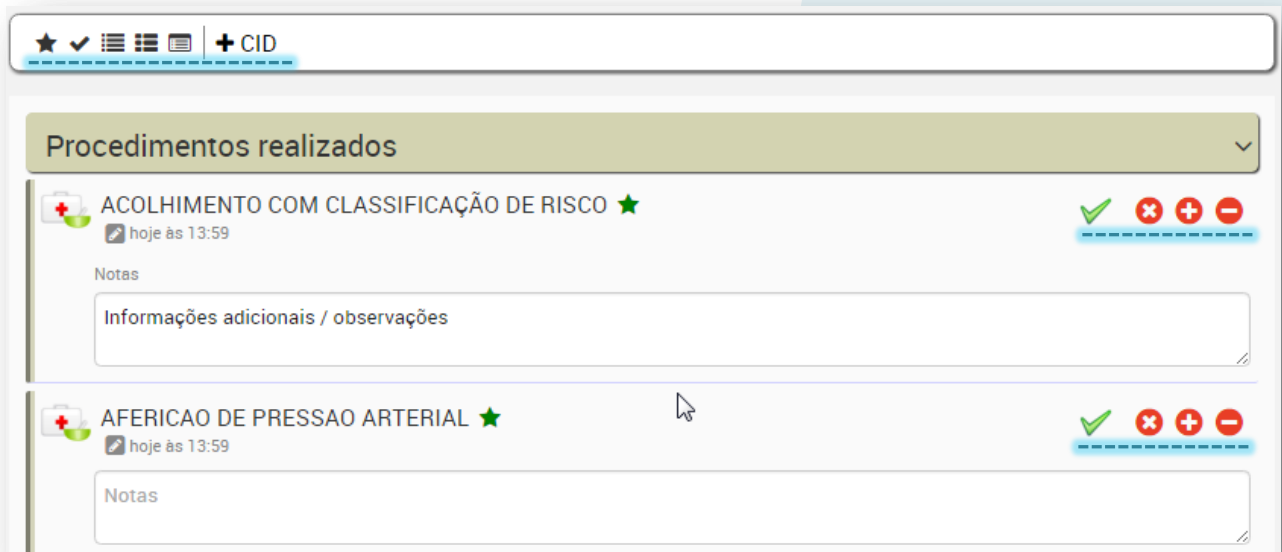 CID
Procedimentos realizados
ACOLHIMENTO COM CLASSIFICAÇÃO DE RISCO
hoje às 13:59
Notas
Informações adicionais / observações
AFERICAO DE PRESSAO ARTERIAL
hoje às 13:59
Notas